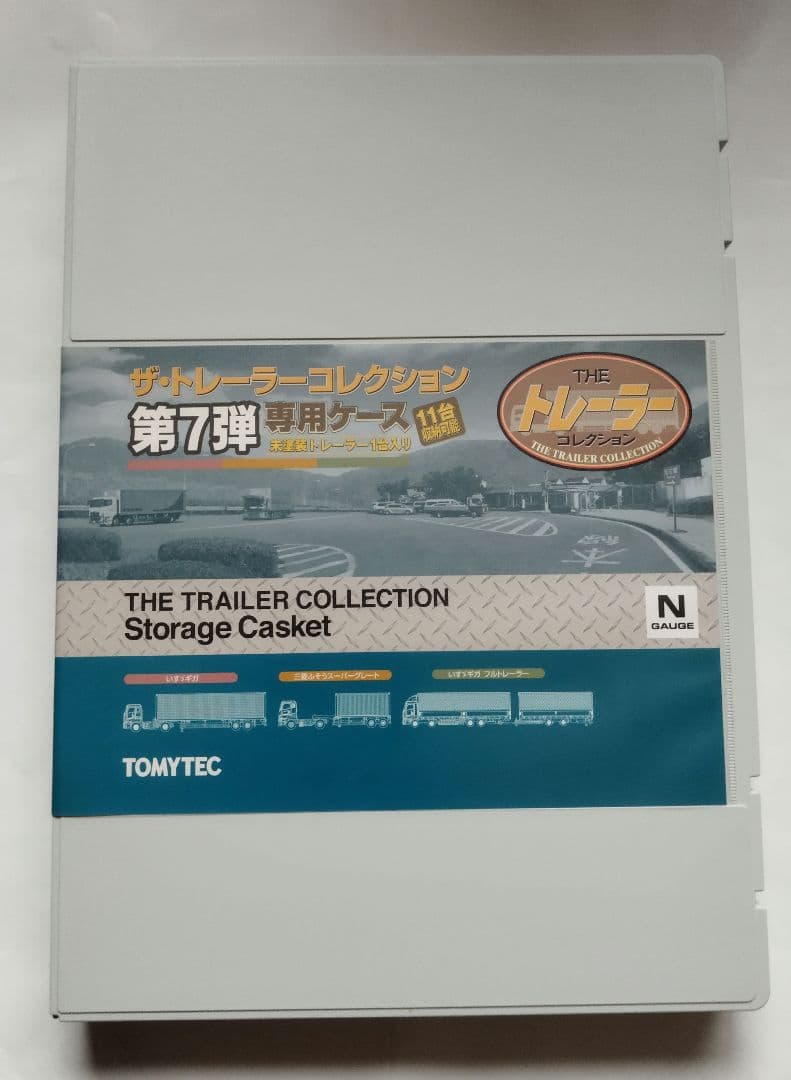 ザ・トレーラーコレクション
第7弾 専用ケース
未塗装トレーラー1台入り
11台
収納可能
THE
トレーラー
コレクション
THE TRAILER COLLECTION
THE TRAILER COLLECTION
Storage Casket
N
GAUGE
いすゞギガ
三菱ふそうスーパーグレート
いすゞギガ フルトレーラー
TOMYTEC